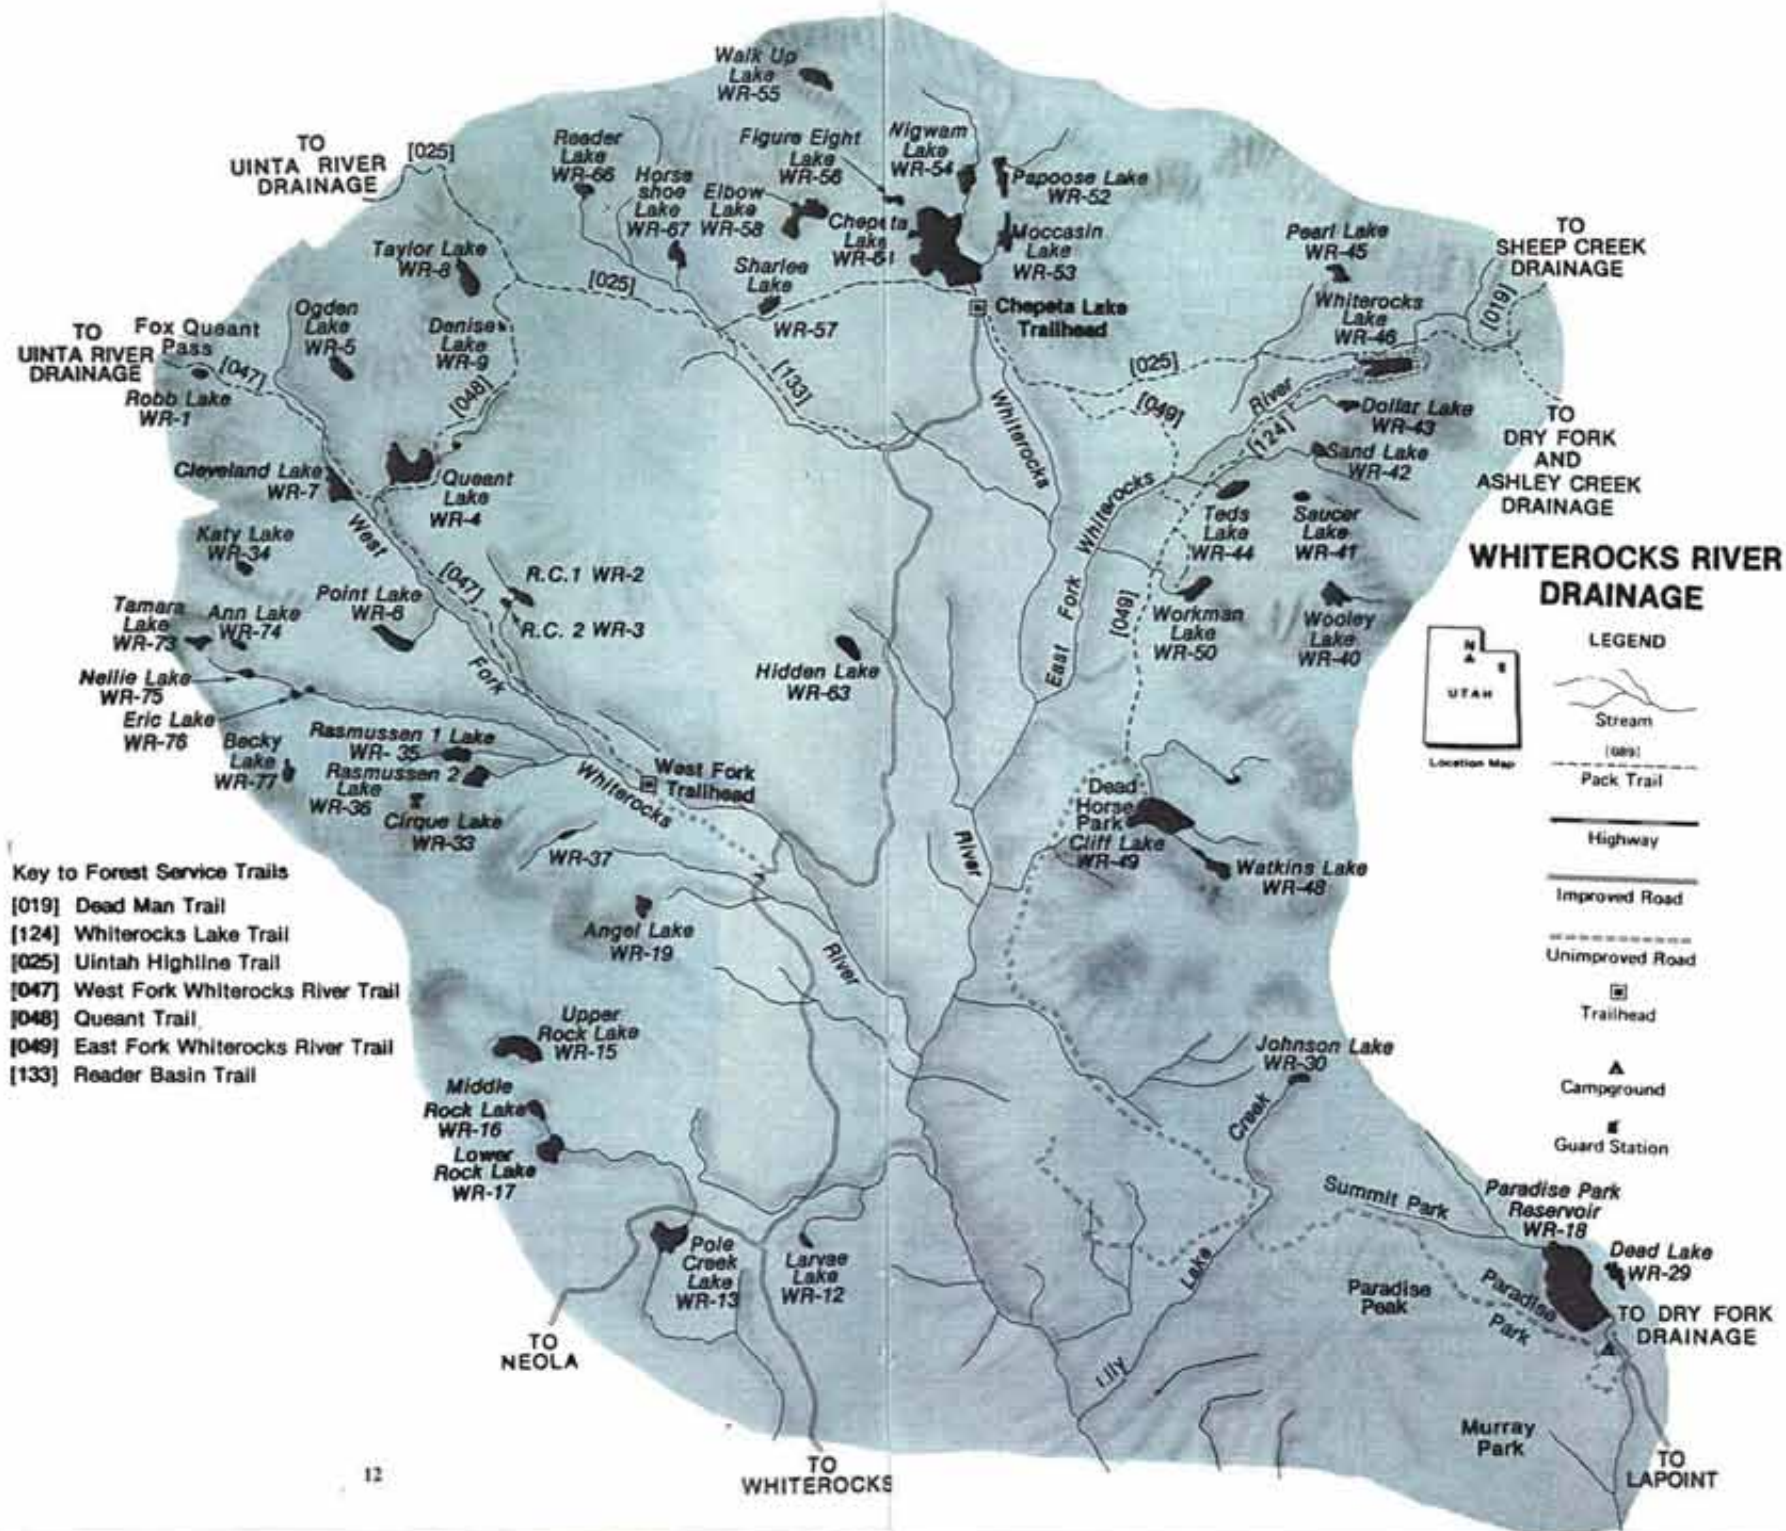 Walk Up
Lake
WR-55
TO
UINTA RIVER
DRAINAGE
[025]
Reader
Lake
WR-66
Figure Eight
Lake
WR-56
Wigwam
Lake
WR-54
Papoose Lake
WR-52
Horse
shoe
Lake
WR-67
Elbow
Lake
WR-58
Chepeta
Lake
WR-51
Moccasin
Lake
WR-53
Pearl Lake
WR-45
TO
SHEEP CREEK
DRAINAGE
Taylor Lake
WR-8
[025]
Sharlee
Lake
WR-57
Chepeta Lake
Trailhead
Whiterocks
Lake
WR-46
[019]
TO
UINTA RIVER
DRAINAGE
Fox Queant
Pass
[047]
Ogden
Lake
WR-5
Denise
Lake
WR-9
[048]
[133]
[025]
[049]
River
[124]
Robb Lake
WR-1
Dollar Lake
WR-43
Sand Lake
WR-42
TO
DRY FORK
AND
ASHLEY CREEK
DRAINAGE
Cleveland Lake
WR-7
Queant
Lake
WR-4
Whiterocks
Whiterocks
Teds
Lake
WR-44
Saucer
Lake
WR-41
West
Katy Lake
WR-34
[047]
R.C.1 WR-2
R.C. 2 WR-3
Point Lake
WR-6
Tamara
Lake
WR-73
Ann Lake
WR-74
Nellie Lake
WR-75
Eric Lake
WR-76
Fork
Hidden Lake
WR-63
East Fork
[049]
Workman
Lake
WR-50
Wooley
Lake
WR-40
WHITEROCKS RIVER
DRAINAGE
LEGEND
N
S
UTAH
Location Map
Stream
[089]
Pack Trail
Highway
Improved Road
Unimproved Road
Trailhead
Campground
Guard Station
Becky
Lake
WR-77
Rasmussen 1 Lake
WR-35
Rasmussen 2
Lake
WR-36
Cirque Lake
WR-33
Whiterocks
West Fork
Trailhead
WR-37
Dead
Horse
Park
Cliff Lake
WR-49
River
Watkins Lake
WR-48
Key to Forest Service Trails
[019] Dead Man Trail
[124] Whiterocks Lake Trail
[025] Uintah Highline Trail
[047] West Fork Whiterocks River Trail
[048] Queant Trail
[049] East Fork Whiterocks River Trail
[133] Reader Basin Trail
Angel Lake
WR-19
River
Upper
Rock Lake
WR-15
Middle
Rock Lake
WR-16
Lower
Rock Lake
WR-17
Johnson Lake
WR-30
Creek
Lake
Lilly
Summit Park
Paradise Park
Reservoir
WR-18
Dead Lake
WR-29
Pole
Creek
Lake
WR-13
Larvae
Lake
WR-12
Paradise
Peak
Paradise
Park
TO DRY FORK
DRAINAGE
TO
NEOLA
Murray
Park
TO
LAPOINT
TO
WHITEROCKS
12